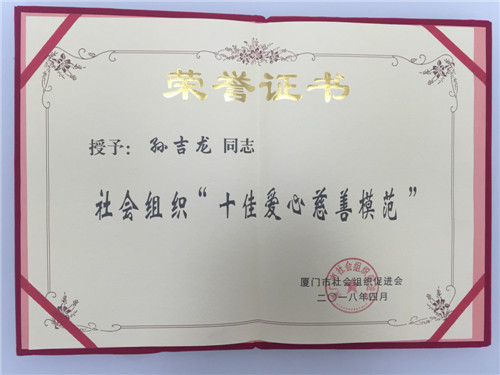 荣誉证书
授予：孙吉龙 同志
社会组织“十佳爱心慈善模范”
厦门市社会组织促进会
二〇一八年四月